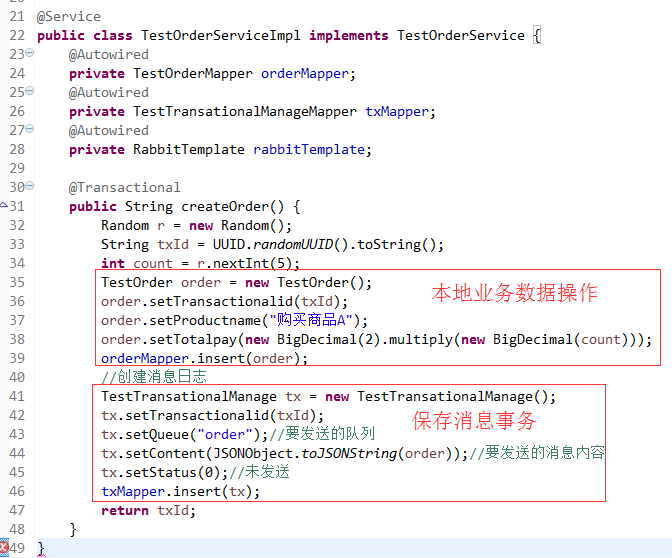 21 @Service
22 public class TestOrderServiceImpl implements TestOrderService {
23 @Autowired
24 private TestOrderMapper orderMapper;
25 @Autowired
26 private TestTransationalManageMapper txMapper;
27 @Autowired
28 private RabbitTemplate rabbitTemplate;
29
30 @Transactional
31 public String createOrder() {
32 Random r = new Random();
33 String txId = UUID.randomUUID().toString();
34 int count = r.nextInt(5);
35 TestOrder order = new TestOrder();
本地业务数据操作
36 order.setTransactionalid(txId);
37 order.setProductname("购买商品A");
38 order.setTotalpay(new BigDecimal(2).multiply(new BigDecimal(count)));
39 orderMapper.insert(order);
40 //创建消息日志
41 TestTransationalManage tx = new TestTransationalManage();
42 tx.setTransactionalid(txId);
保存消息事务
43 tx.setQueue("order");//要发送的队列
44 tx.setContent(JSONObject.toJSONString(order));//要发送的消息内容
45 tx.setStatus(0);//未发送
46 txMapper.insert(tx);
47 return txId;
48 }
49 }